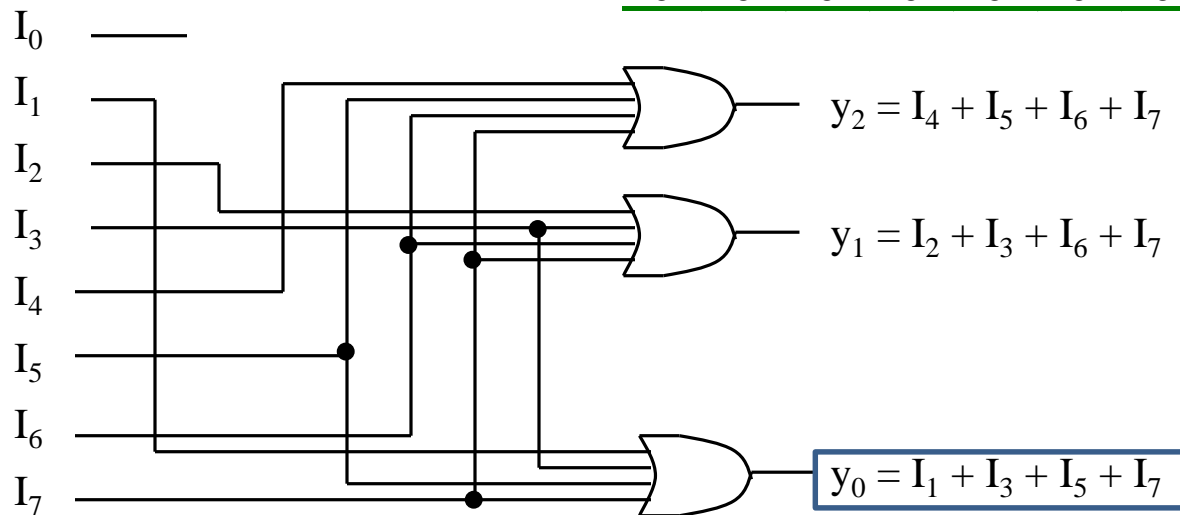 I₀
I₁
y₂ = I₄ + I₅ + I₆ + I₇
I₂
I₃
y₁ = I₂ + I₃ + I₆ + I₇
I₄
I₅
I₆
y₀ = I₁ + I₃ + I₅ + I₇
I₇